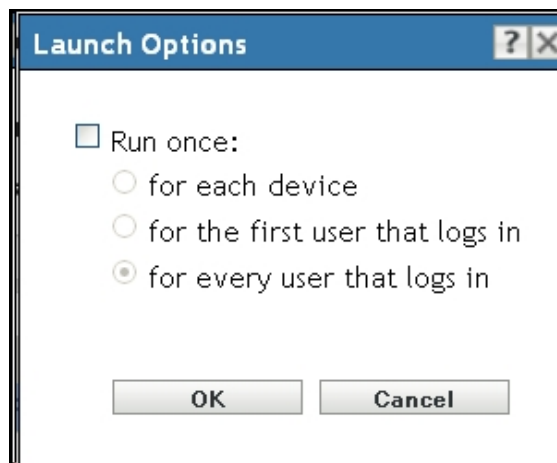 Launch Options ?
Run once:
for each device
for the first user that logs in
for every user that logs in
OK Cancel